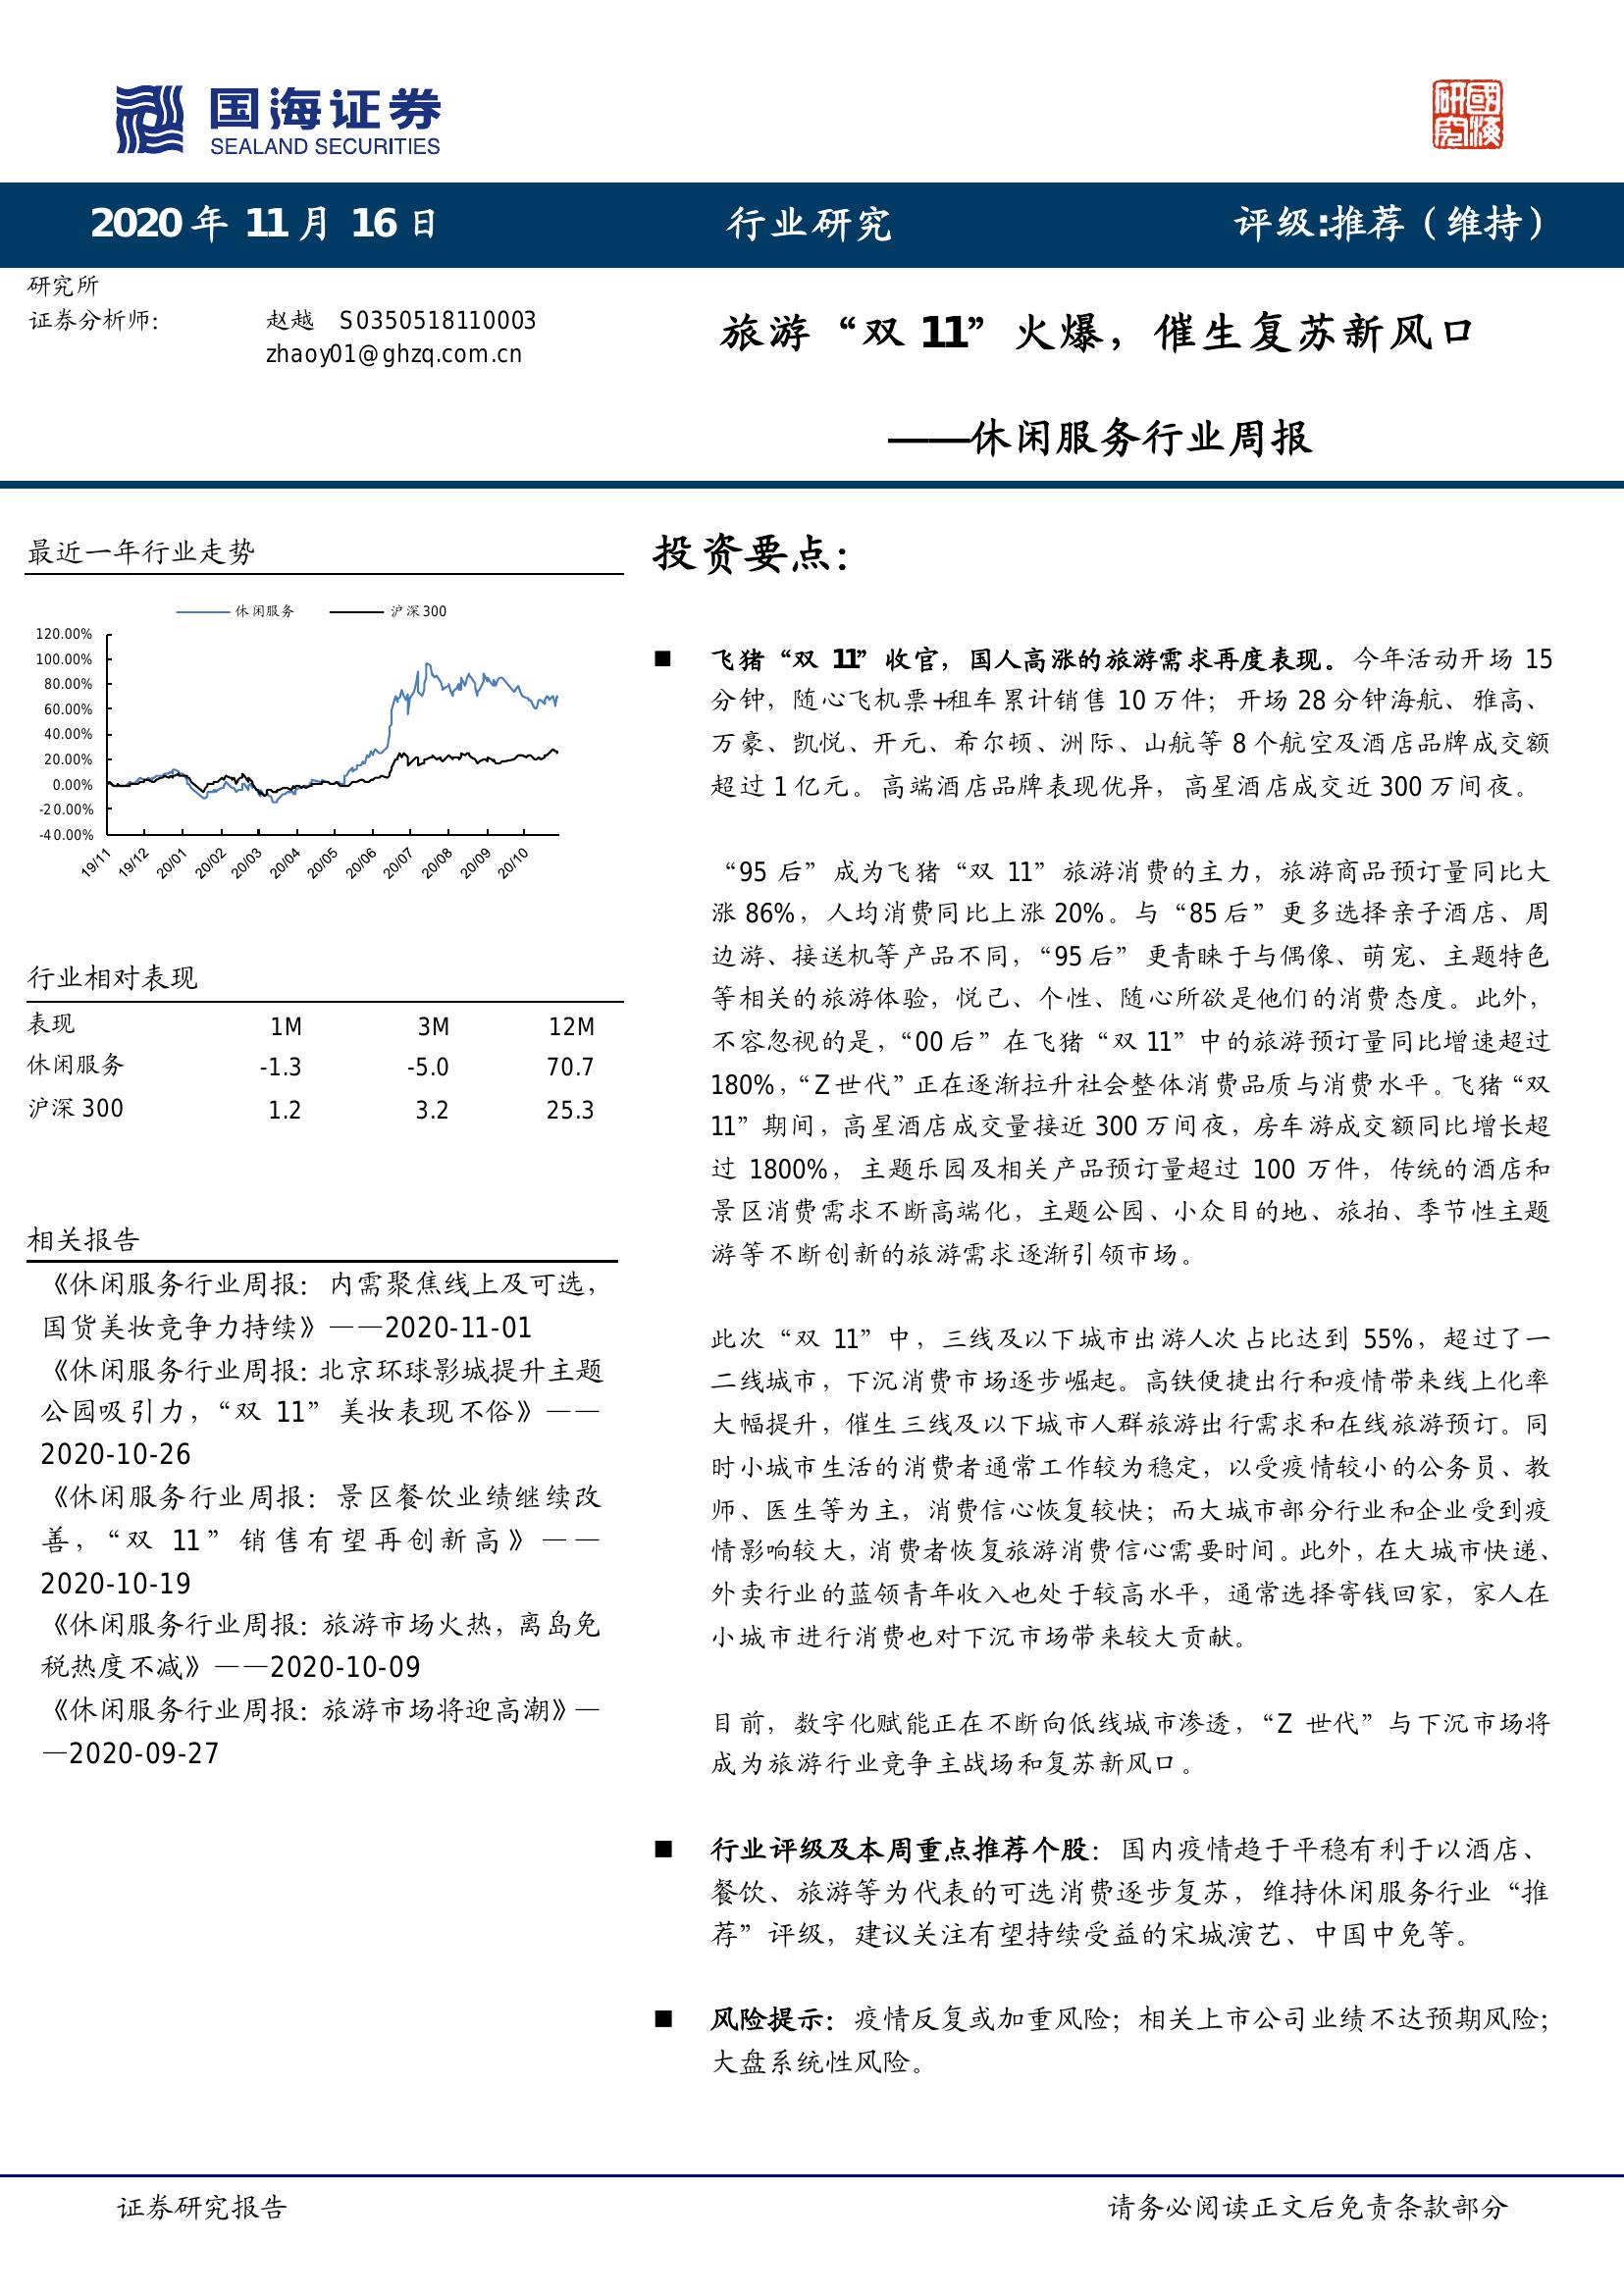 国海证券
SEALAND SECURITIES
研國
究海
2020 年 11 月 16 日
行业研究
评级:推荐（维持）
研究所
证券分析师：
赵越 S0350518110003
zhaoy01@ghzq.com.cn
旅游“双 11”火爆，催生复苏新风口
——休闲服务行业周报
最近一年行业走势
休闲服务
沪深 300
120.00%
100.00%
80.00%
60.00%
40.00%
20.00%
0.00%
-20.00%
-40.00%
19/11 19/12 20/01 20/02 20/03 20/04 20/05 20/06 20/07 20/08 20/09 20/10
行业相对表现
表现 1M 3M 12M
休闲服务 -1.3 -5.0 70.7
沪深 300 1.2 3.2 25.3
相关报告
《休闲服务行业周报：内需聚焦线上及可选，
国货美妆竞争力持续》——2020-11-01
《休闲服务行业周报：北京环球影城提升主题
公园吸引力，“双 11”美妆表现不俗》——
2020-10-26
《休闲服务行业周报：景区餐饮业绩继续改
善，“双 11”销售有望再创新高》——
2020-10-19
《休闲服务行业周报：旅游市场火热，离岛免
税热度不减》——2020-10-09
《休闲服务行业周报：旅游市场将迎高潮》—
—2020-09-27
投资要点：
■ 飞猪“双 11”收官，国人高涨的旅游需求再度表现。今年活动开场 15
分钟，随心飞机票+租车累计销售 10 万件；开场 28 分钟海航、雅高、
万豪、凯悦、开元、希尔顿、洲际、山航等 8 个航空及酒店品牌成交额
超过 1 亿元。高端酒店品牌表现优异，高星酒店成交近 300 万间夜。
“95 后”成为飞猪“双 11”旅游消费的主力，旅游商品预订量同比大
涨 86%，人均消费同比上涨 20%。与“85 后”更多选择亲子酒店、周
边游、接送机等产品不同，“95 后”更青睐于与偶像、萌宠、主题特色
等相关的旅游体验，悦己、个性、随心所欲是他们的消费态度。此外，
不容忽视的是，“00 后”在飞猪“双 11”中的旅游预订量同比增速超过
180%，“Z 世代”正在逐渐拉升社会整体消费品质与消费水平。飞猪“双
11”期间，高星酒店成交量接近 300 万间夜，房车游成交额同比增长超
过 1800%，主题乐园及相关产品预订量超过 100 万件，传统的酒店和
景区消费需求不断高端化，主题公园、小众目的地、旅拍、季节性主题
游等不断创新的旅游需求逐渐引领市场。
此次“双 11”中，三线及以下城市出游人次占比达到 55%，超过了一
二线城市，下沉消费市场逐步崛起。高铁便捷出行和疫情带来线上化率
大幅提升，催生三线及以下城市人群旅游出行需求和在线旅游预订。同
时小城市生活的消费者通常工作较为稳定，以受疫情较小的公务员、教
师、医生等为主，消费信心恢复较快；而大城市部分行业和企业受到疫
情影响较大，消费者恢复旅游消费信心需要时间。此外，在大城市快递、
外卖行业的蓝领青年收入也处于较高水平，通常选择寄钱回家，家人在
小城市进行消费也对下沉市场带来较大贡献。
目前，数字化赋能正在不断向低线城市渗透，“Z 世代”与下沉市场将
成为旅游行业竞争主战场和复苏新风口。
■ 行业评级及本周重点推荐个股：国内疫情趋于平稳有利于以酒店、
餐饮、旅游等为代表的可选消费逐步复苏，维持休闲服务行业“推
荐”评级，建议关注有望持续受益的宋城演艺、中国中免等。
■ 风险提示：疫情反复或加重风险；相关上市公司业绩不达预期风险；
大盘系统性风险。
证券研究报告
请务必阅读正文后免责条款部分